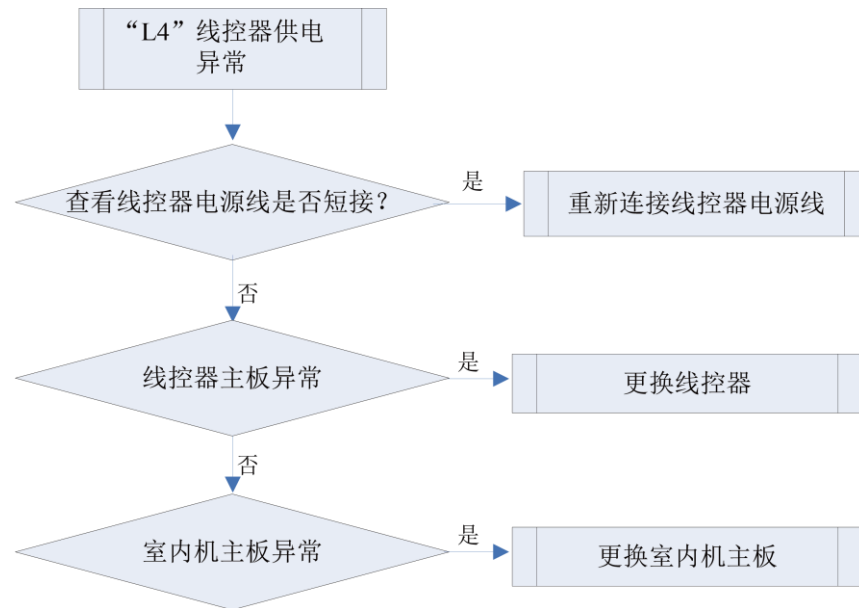 “L4”线控器供电
异常
查看线控器电源线是否短接？
是
重新连接线控器电源线
否
线控器主板异常
是
更换线控器
否
室内机主板异常
是
更换室内机主板